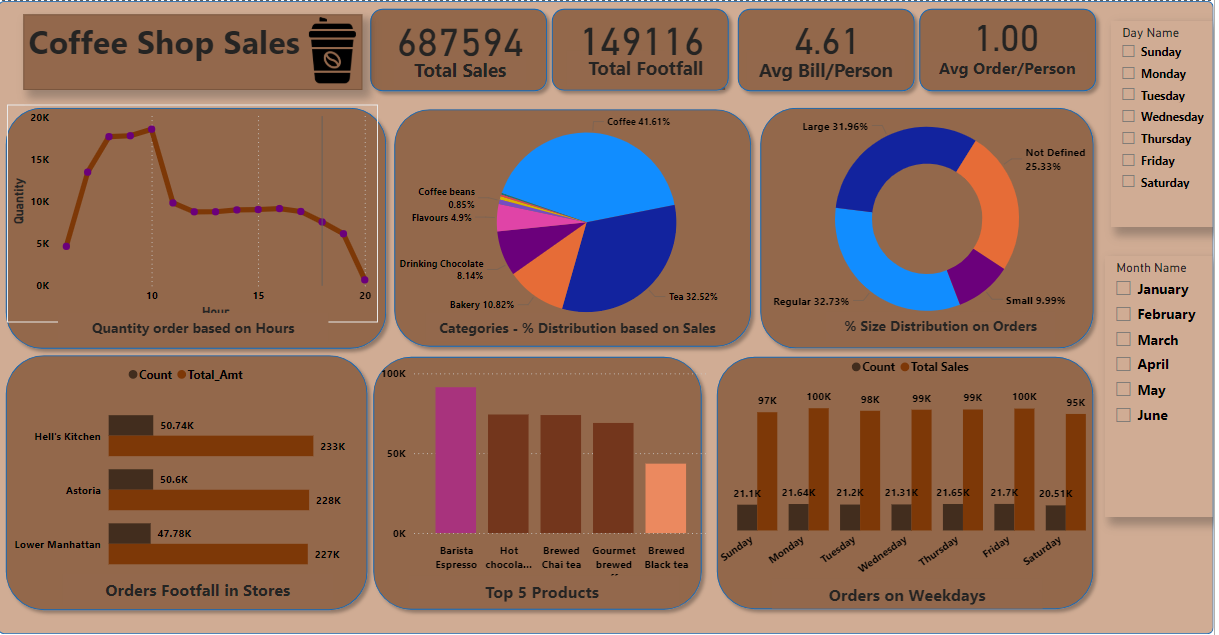 Coffee Shop Sales
687594
Total Sales
149116
Total Footfall
4.61
Avg Bill/Person
1.00
Avg Order/Person
Day Name
Sunday
Monday
Tuesday
Wednesday
Thursday
Friday
Saturday
Month Name
January
February
March
April
May
June
20K
15K
10K
5K
0K
Quantity
10
15
20
Hour
Quantity order based on Hours
Coffee 41.61%
Coffee beans
0.85%
Flavours 4.9%
Drinking Chocolate
8.14%
Bakery 10.82%
Tea 32.52%
Categories - % Distribution based on Sales
Large 31.96%
Not Defined
25.33%
Regular 32.73%
Small 9.99%
% Size Distribution on Orders
Count Total_Amt
Hell's Kitchen
50.74K
233K
Astoria
50.6K
228K
Lower Manhattan
47.78K
227K
Orders Footfall in Stores
100K
50K
0K
Barista
Espresso
Hot
chocola...
Brewed
Chai tea
Gourmet
brewed
Brewed
Black tea
Top 5 Products
Count Total Sales
97K
100K
98K
99K
99K
100K
95K
21.1K
21.64K
21.2K
21.31K
21.65K
21.7K
20.51K
Sunday
Monday
Tuesday
Wednesday
Thursday
Friday
Saturday
Orders on Weekdays